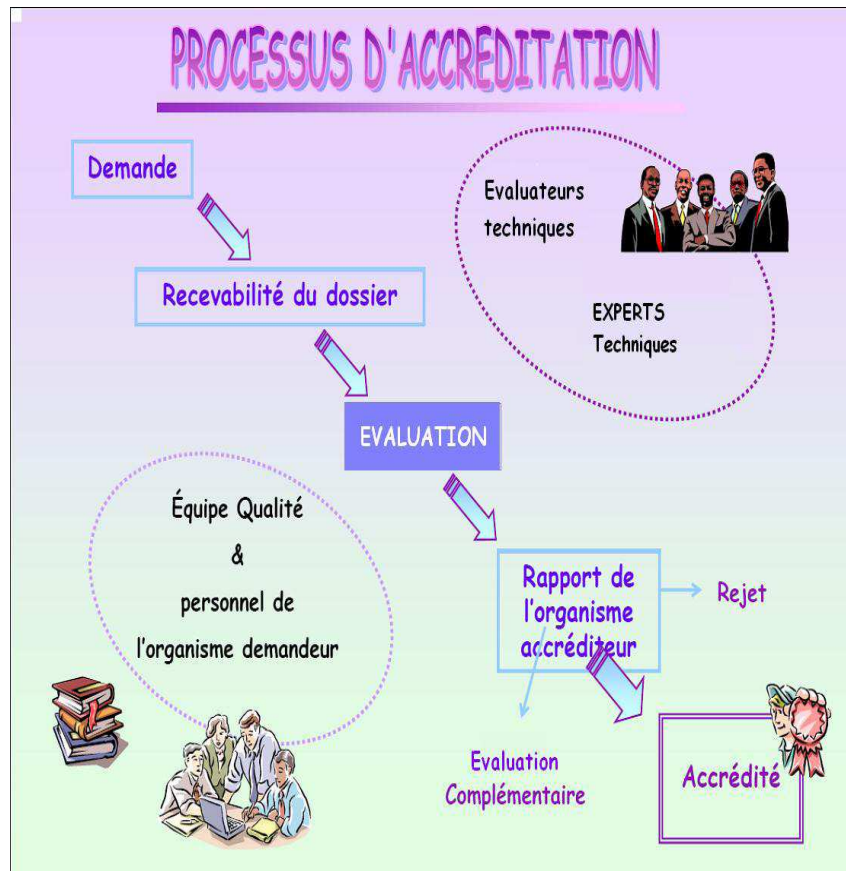 PROCESSUS D'ACCREDITATION
Demande
Evaluateurs
techniques
Recevabilité du dossier
EXPERTS
Techniques
EVALUATION
Équipe Qualité
&
personnel de
l'organisme demandeur
Rapport de
l'organisme
accréditeur
Rejet
Evaluation
Complémentaire
Accrédité